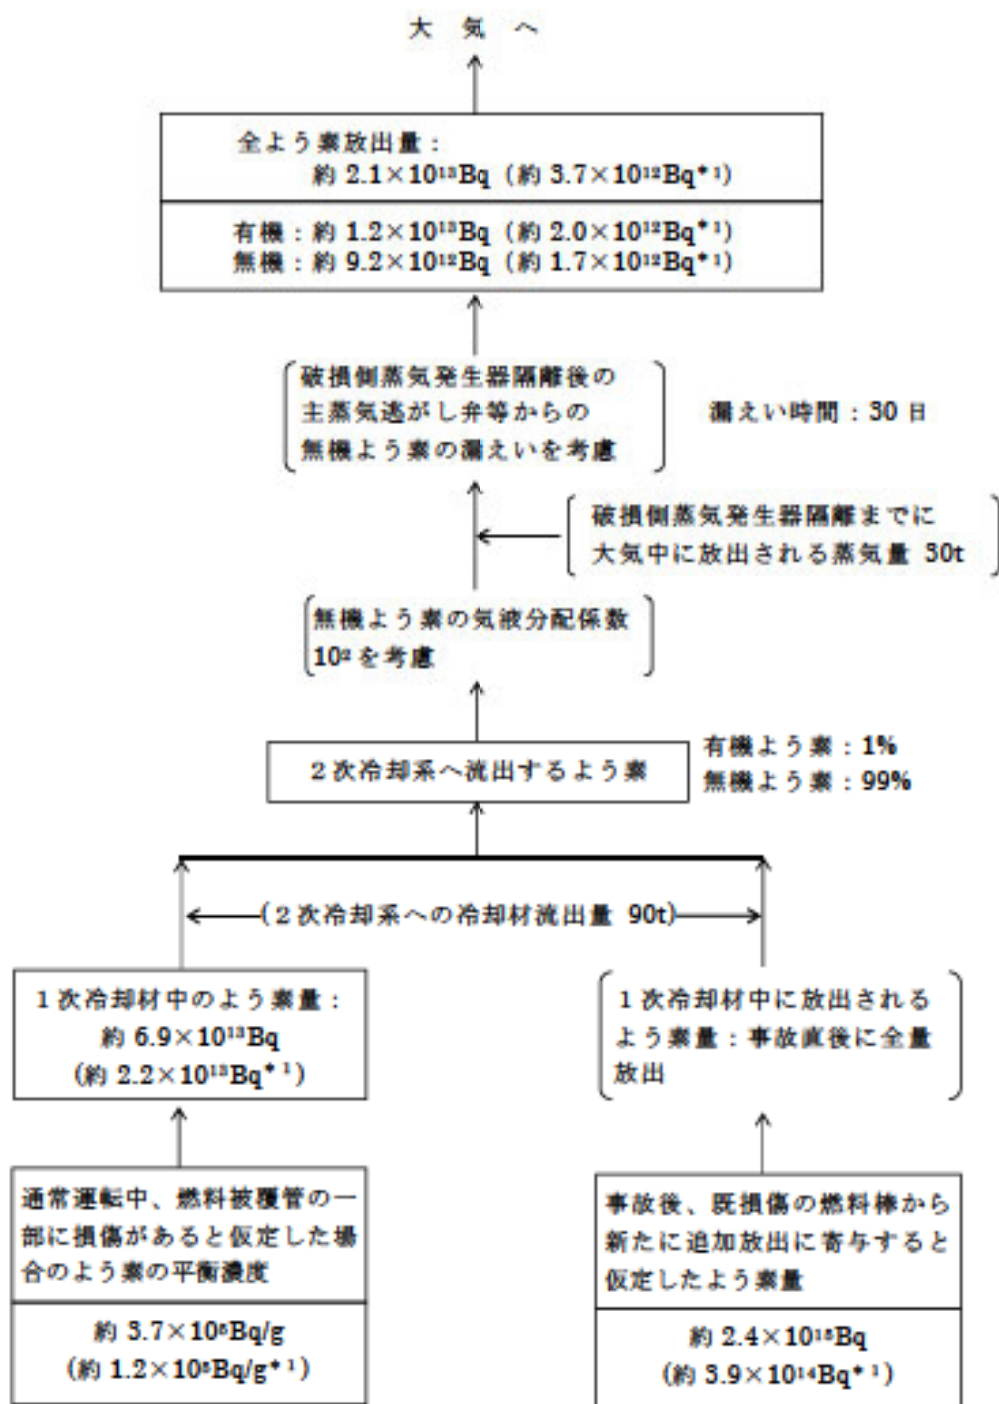 大 気 へ
全よう素放出量：
約 2.1×10¹³Bq (約 3.7×10¹²Bq*¹)
有機：約 1.2×10¹³Bq (約 2.0×10¹²Bq*¹)
無機：約 9.2×10¹²Bq (約 1.7×10¹²Bq*¹)
破損側蒸気発生器隔離後の
主蒸気逃がし弁等からの
無機よう素の漏えいを考慮
漏えい時間：30 日
破損側蒸気発生器隔離までに
大気中に放出される蒸気量 30t
無機よう素の気液分配係数
10²を考慮
2次冷却系へ流出するよう素
有機よう素：1%
無機よう素：99%
(2次冷却系への冷却材流出量 90t)
1次冷却材中のよう素量：
約 6.9×10¹³Bq
(約 2.2×10¹³Bq*¹)
1次冷却材中に放出される
よう素量：事故直後に全量
放出
通常運転中、燃料被覆管の一
部に損傷があると仮定した場
合のよう素の平衡濃度
約 3.7×10⁵Bq/g
(約 1.2×10⁵Bq/g*¹)
事故後、既損傷の燃料棒から
新たに追加放出に寄与すると
仮定したよう素量
約 2.4×10¹⁵Bq
(約 3.9×10¹⁴Bq*¹)